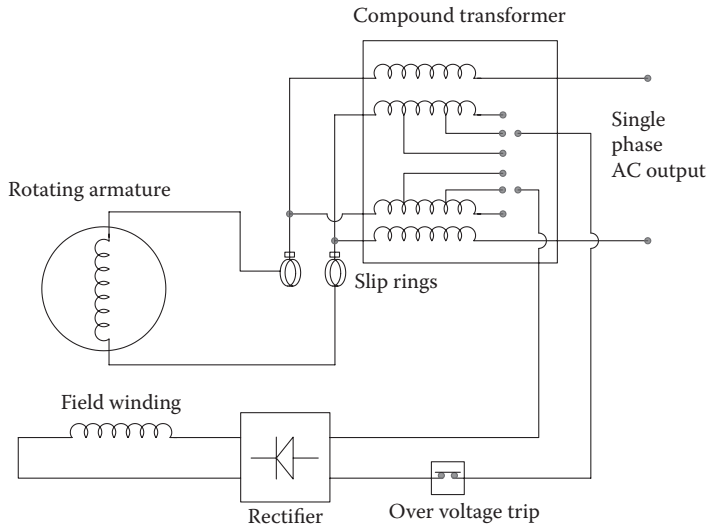 Compound transformer
Single
phase
AC output
Rotating armature
Slip rings
Field winding
Rectifier
Over voltage trip